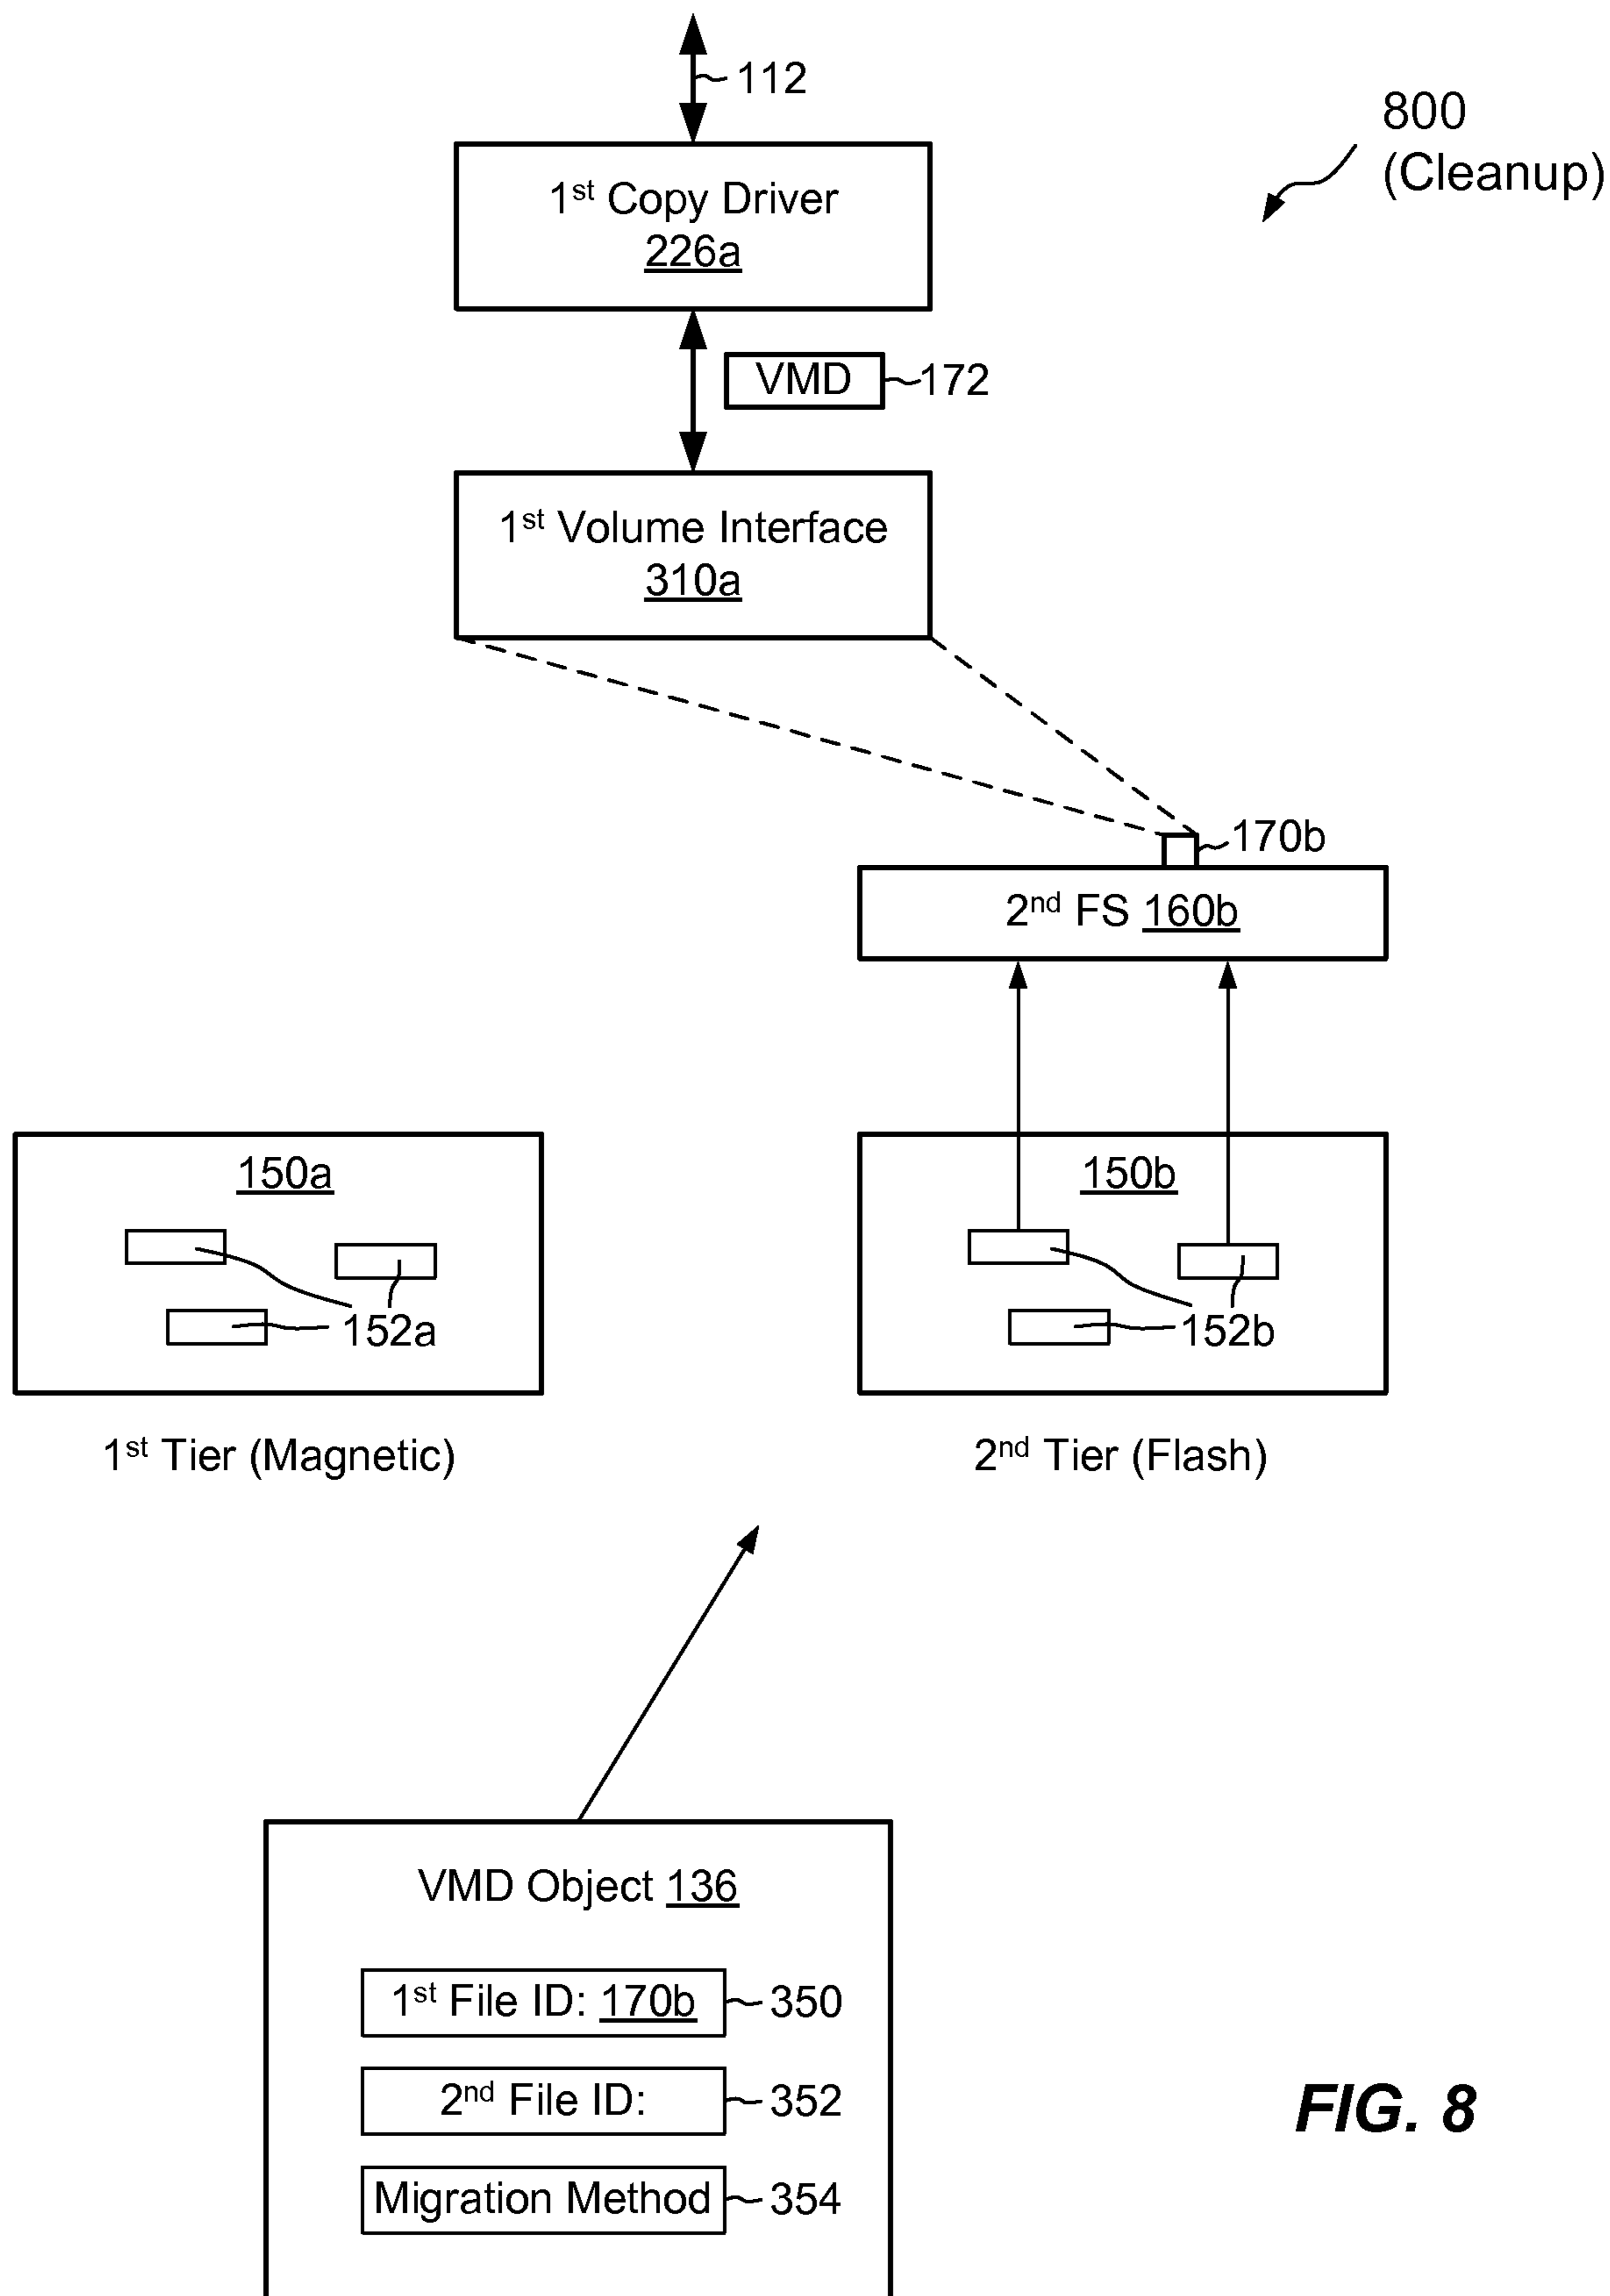 112
800
(Cleanup)
1st Copy Driver
226a
VMD
172
1st Volume Interface
310a
170b
2nd FS 160b
150a
150b
152a
152b
1st Tier (Magnetic)
2nd Tier (Flash)
VMD Object 136
1st File ID: 170b
350
2nd File ID:
352
Migration Method
354
FIG. 8